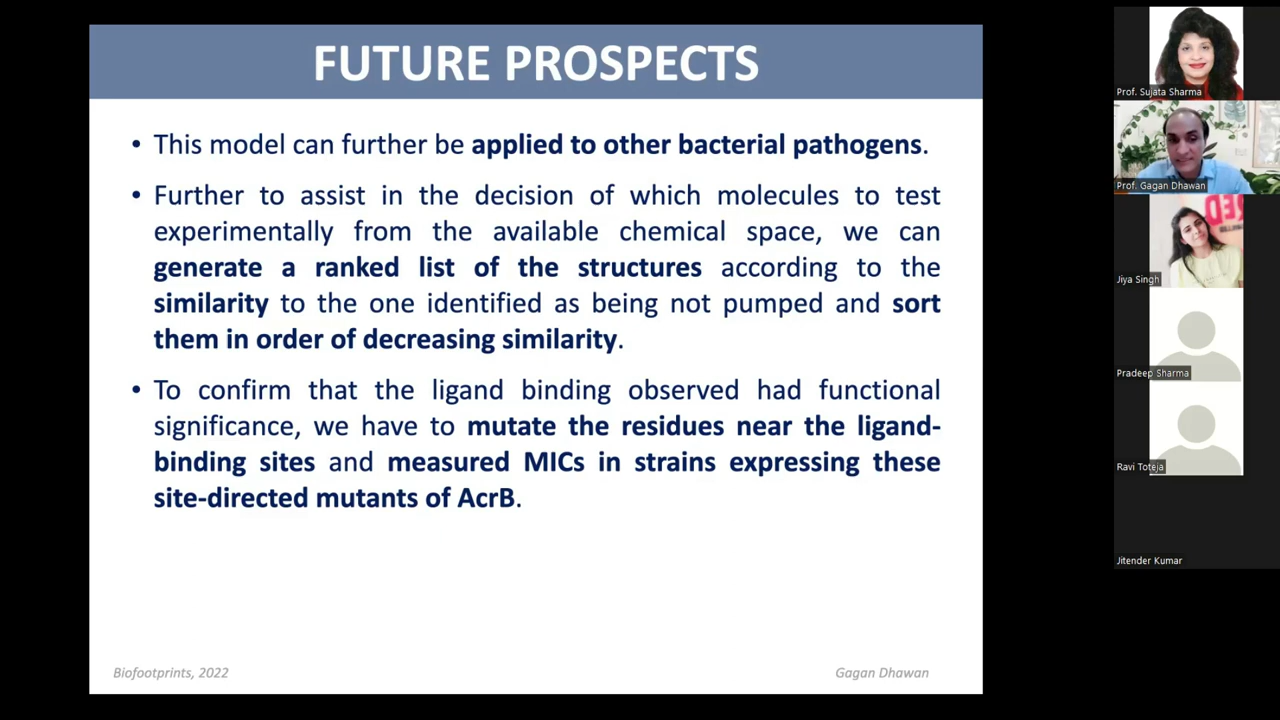 FUTURE PROSPECTS
• This model can further be applied to other bacterial pathogens.
• Further to assist in the decision of which molecules to test
experimentally from the available chemical space, we can
generate a ranked list of the structures according to the
similarity to the one identified as being not pumped and sort
them in order of decreasing similarity.
• To confirm that the ligand binding observed had functional
significance, we have to mutate the residues near the ligand-
binding sites and measured MICs in strains expressing these
site-directed mutants of AcrB.
Biofootprints, 2022
Gagan Dhawan
Prof. Sujata Sharma
Prof. Gagan Dhawan
Jiya Singh
Pradeep Sharma
Ravi Toteja
Jitender Kumar